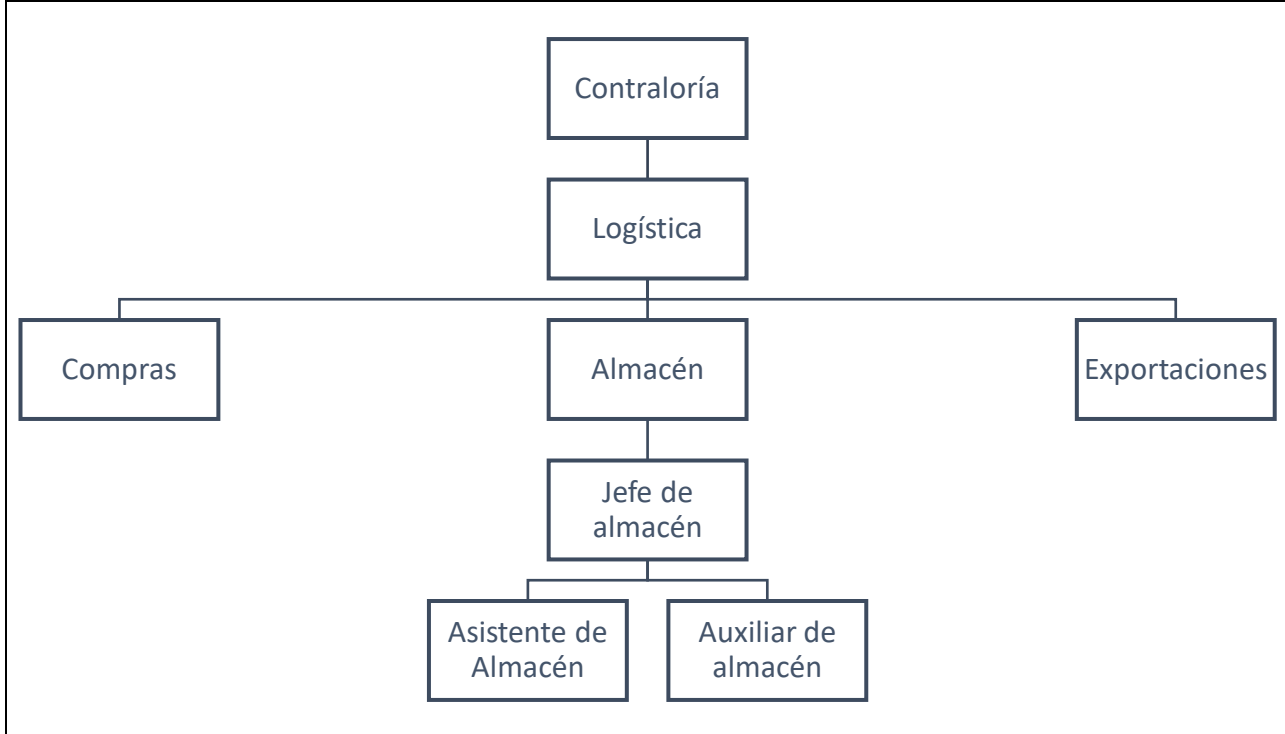 Contraloría
Logística
Compras
Almacén
Exportaciones
Jefe de
almacén
Asistente de
Almacén
Auxiliar de
almacén